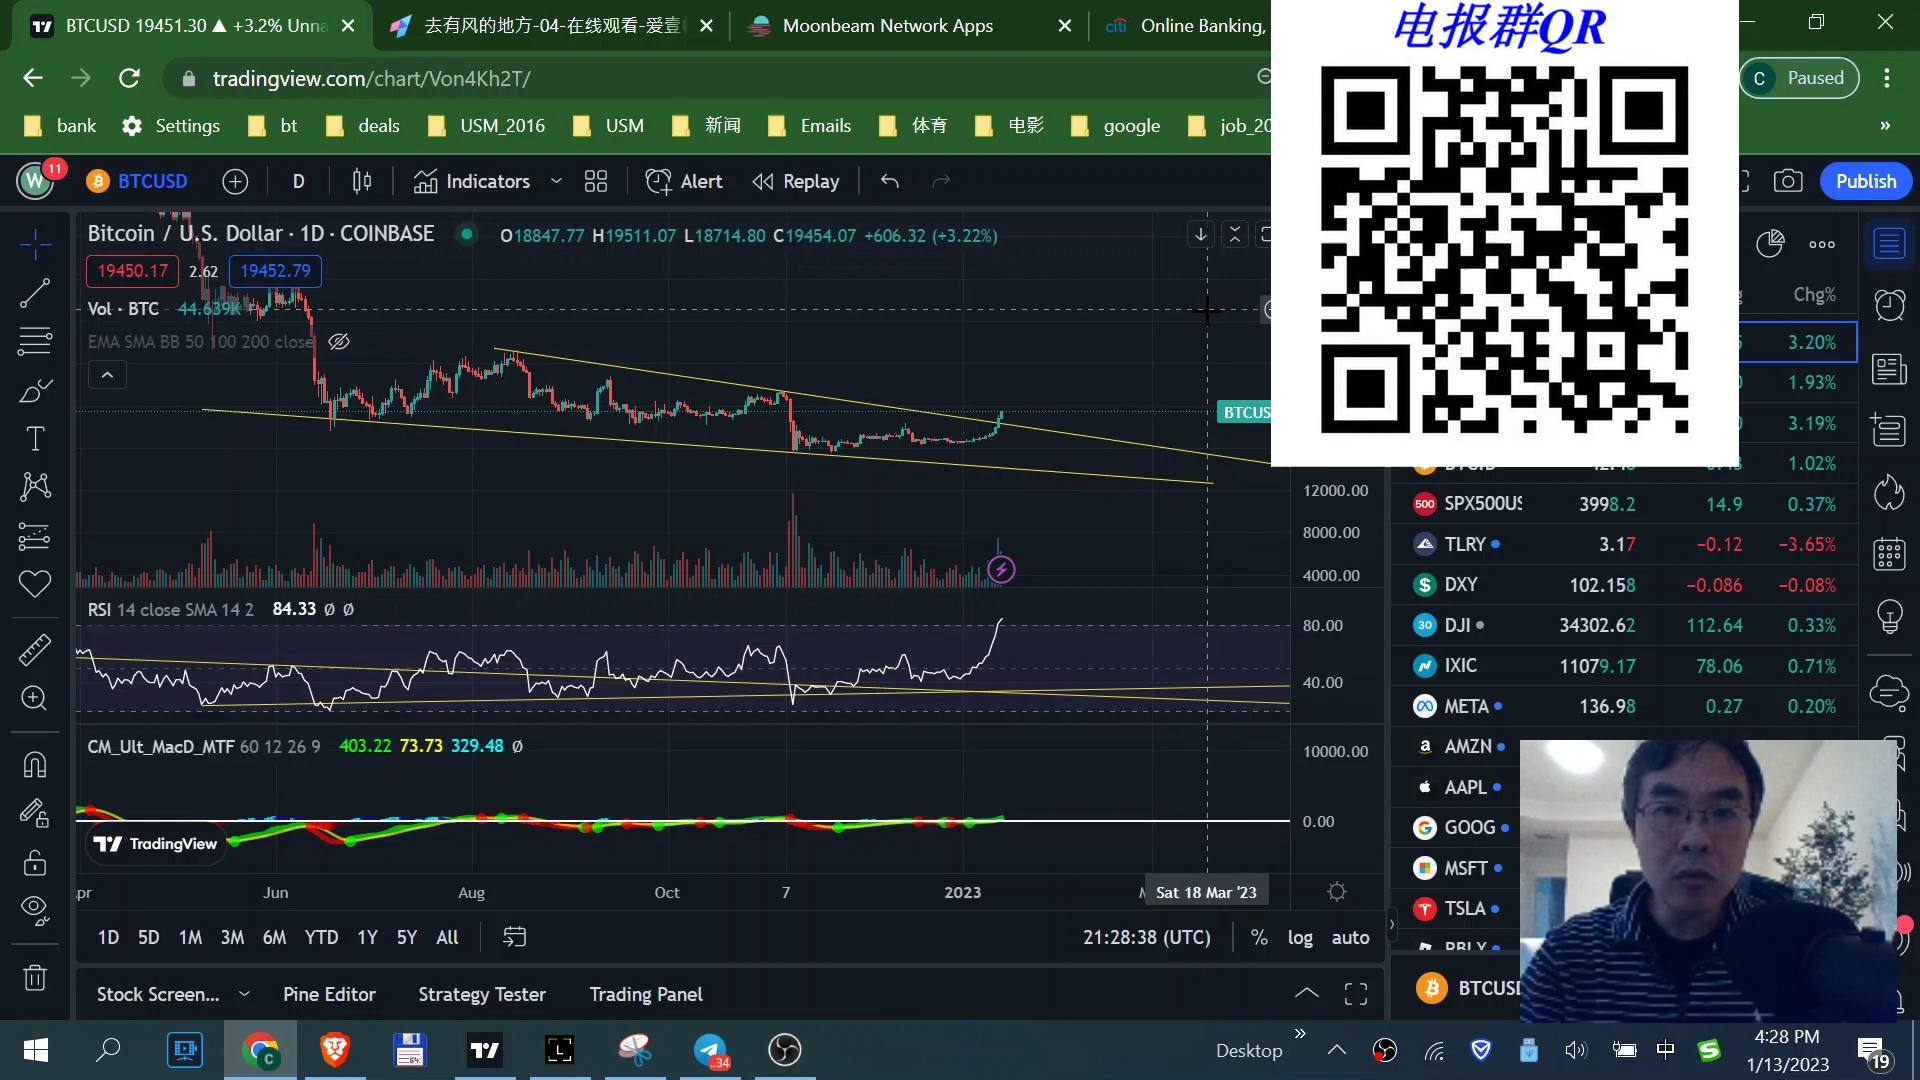 BTCUSD 19451.30 ▲ +3.2% Unna
去有风的地方-04-在线观看-爱壹
Moonbeam Network Apps
citi Online Banking,
电报群QR
tradingview.com/chart/Von4Kh2T/
C Paused
bank
Settings
bt
deals
USM_2016
USM
新闻
Emails
体育
电影
google
job_20
»
W 11
BTCUSD
D
Indicators
Alert
Replay
Publish
Bitcoin / U.S. Dollar · 1D · COINBASE
O18847.77 H19511.07 L18714.80 C19454.07 +606.32 (+3.22%)
19450.17 2.62 19452.79
Vol · BTC 44.639K
EMA SMA BB 50 100 200 close
Chg%
3.20%
1.93%
BTCUS
3.19%
1.02%
12000.00
8000.00
4000.00
500 SPX500US 3998.2 14.9 0.37%
TLRY 3.17 −0.12 −3.65%
DXY 102.158 −0.086 −0.08%
30 DJI 34302.62 112.64 0.33%
IXIC 11079.17 78.06 0.71%
META 136.98 0.27 0.20%
AMZN
AAPL
GOOG
MSFT
TSLA
RSI 14 close SMA 14 2 84.33 Ø Ø
80.00
40.00
CM_Ult_MacD_MTF 60 12 26 9 403.22 73.73 329.48 Ø
10000.00
0.00
TradingView
Jun
Aug
Oct
7
2023
Sat 18 Mar '23
1D 5D 1M 3M 6M YTD 1Y 5Y All
21:28:38 (UTC)
% log auto
Stock Screen...
Pine Editor
Strategy Tester
Trading Panel
BTCUSD
64
..34
Desktop
»
中
S
4:28 PM
1/13/2023
19